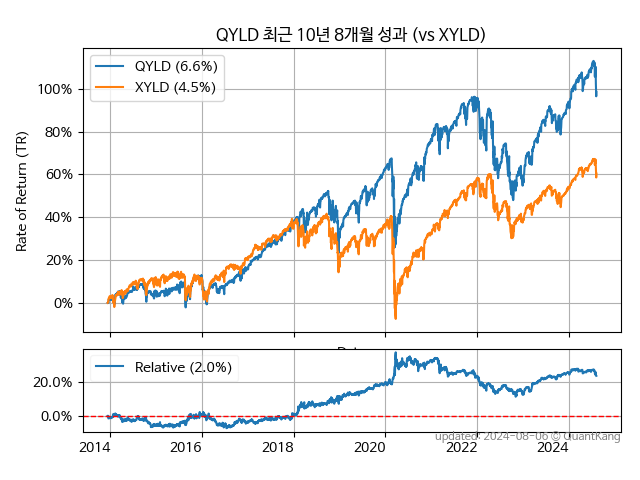 QYLD 최근 10년 8개월 성과 (vs XYLD)
QYLD (6.6%)
XYLD (4.5%)
Rate of Return (TR)
100%
80%
60%
40%
20%
0%
Relative (2.0%)
20.0%
0.0%
2014 2016 2018 2020 2022 2024
updated: 2024-08-06 © QuantKang